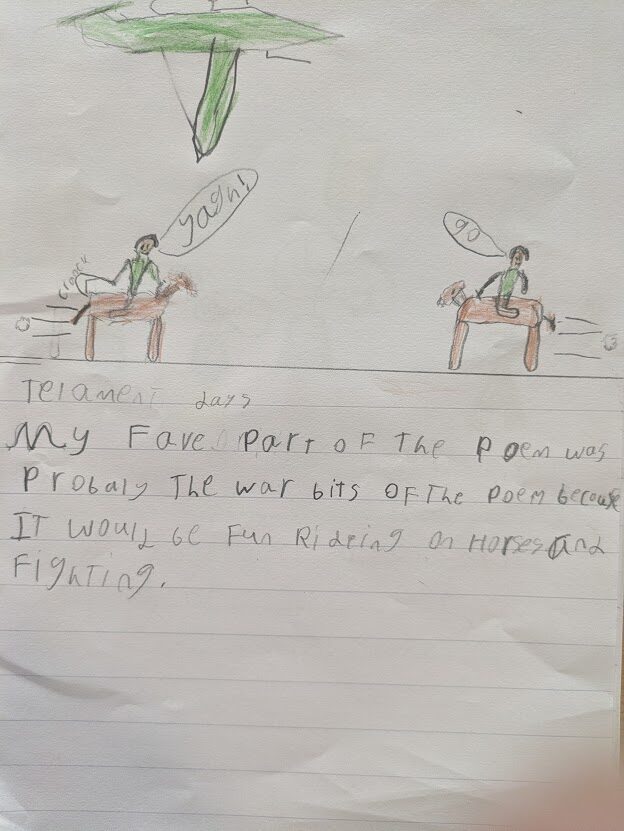 yagh!
go
days
My Fave Part OF The Poem was
Probaly The war bits OF The Poem becouse
IT Would be Fun Rideing On Horses And
Fighting.